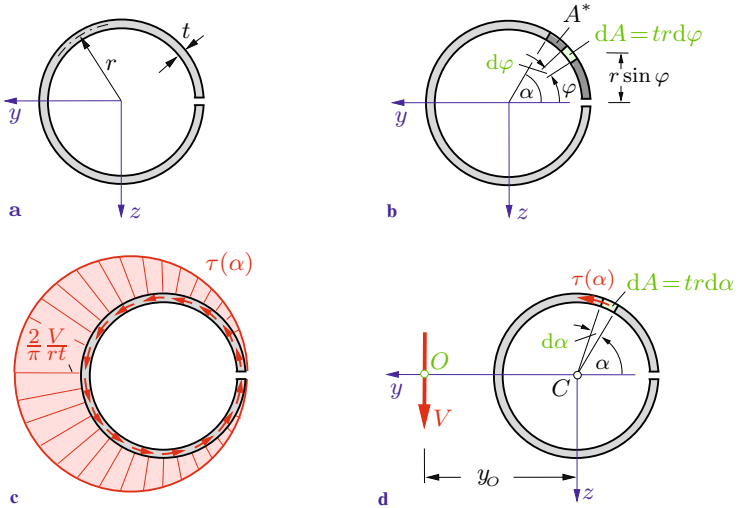 t
r
y
z
a
A*
dA = trdφ
dφ
r sin φ
α
φ
y
z
b
τ(α)
2/π V/rt
c
τ(α)
dA = trdα
dα
α
O
y
C
V
y_O
z
d